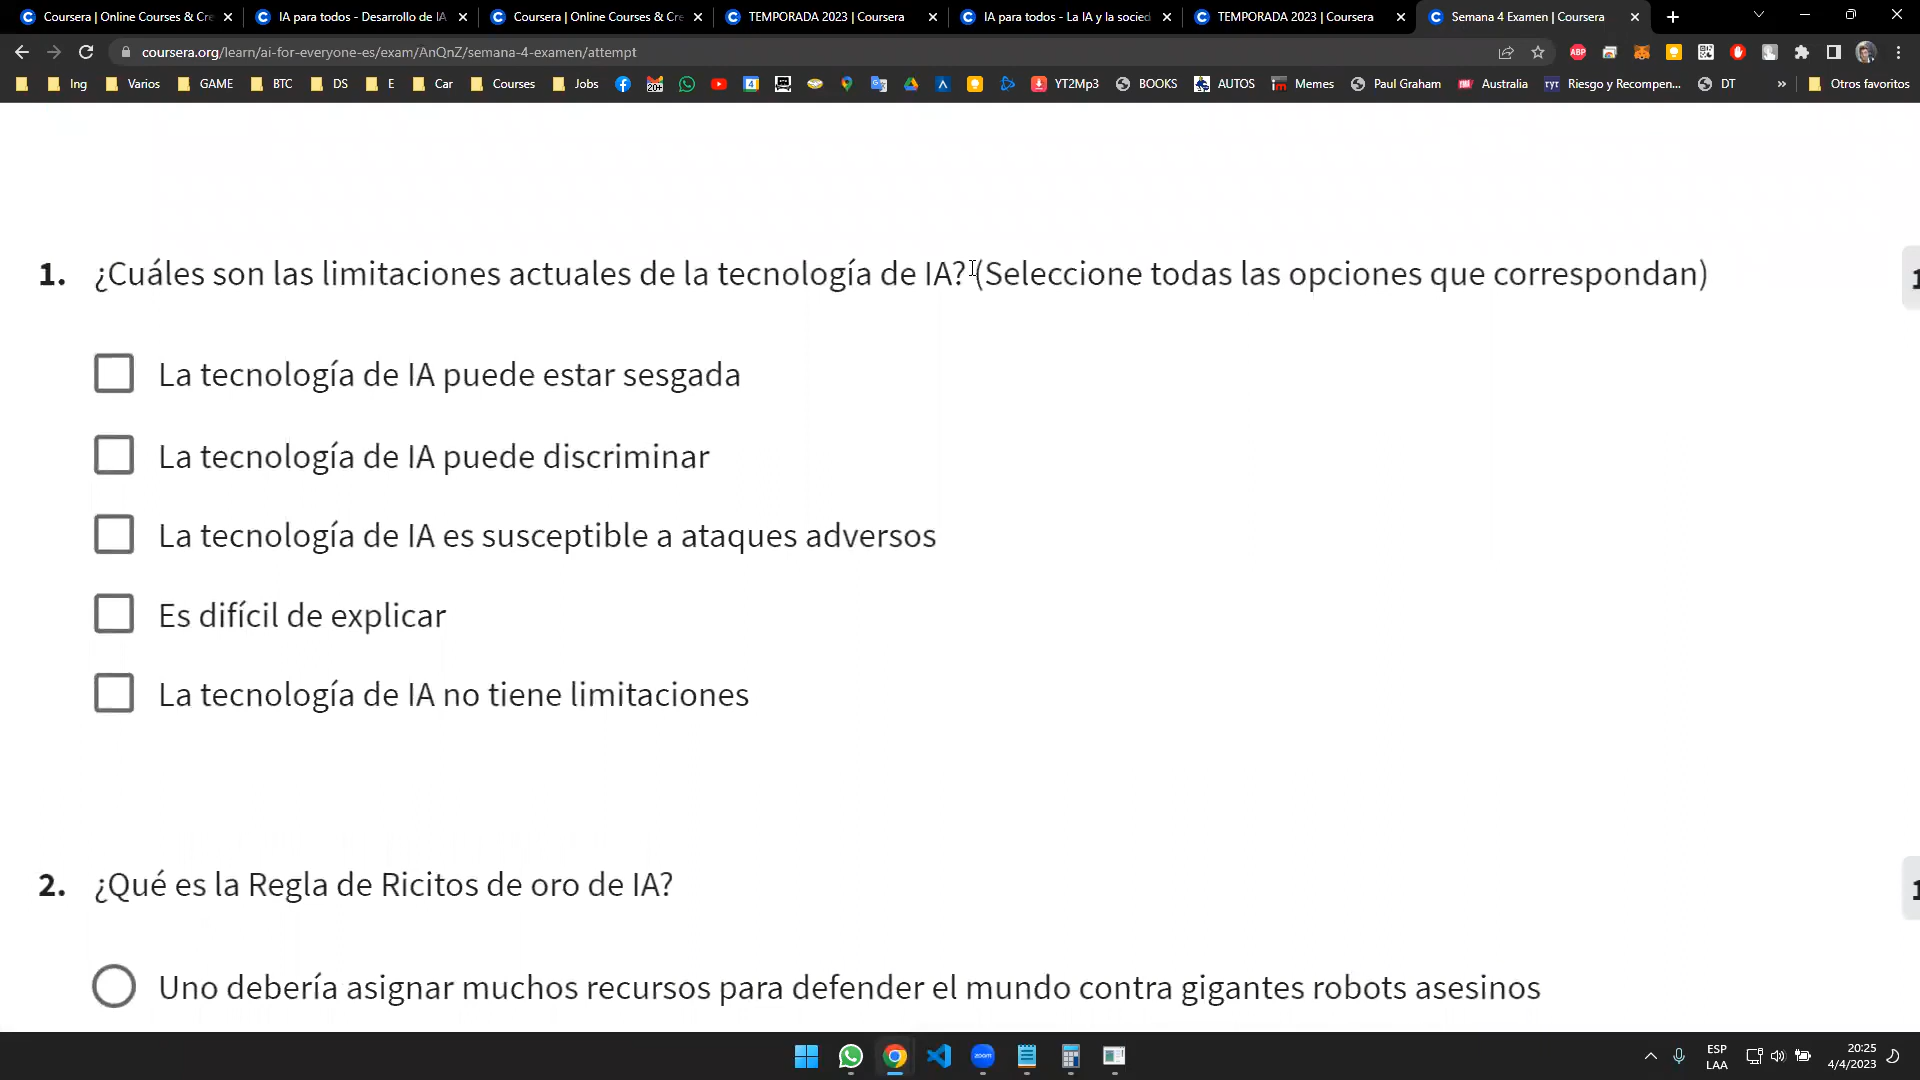 Coursera | Online Courses & Cre
IA para todos - Desarrollo de IA
Coursera | Online Courses & Cre
TEMPORADA 2023 | Coursera
IA para todos - La IA y la socied
TEMPORADA 2023 | Coursera
Semana 4 Examen | Coursera
coursera.org/learn/ai-for-everyone-es/exam/AnQnZ/semana-4-examen/attempt
ABP
Ing
Varios
GAME
BTC
DS
E
Car
Courses
Jobs
20+
4
YT2Mp3
BOOKS
AUTOS
Memes
Paul Graham
Australia
TYT
Riesgo y Recompen...
DT
»
Otros favoritos
1. ¿Cuáles son las limitaciones actuales de la tecnología de IA? (Seleccione todas las opciones que correspondan)
1
La tecnología de IA puede estar sesgada
La tecnología de IA puede discriminar
La tecnología de IA es susceptible a ataques adversos
Es difícil de explicar
La tecnología de IA no tiene limitaciones
2. ¿Qué es la Regla de Ricitos de oro de IA?
1
Uno debería asignar muchos recursos para defender el mundo contra gigantes robots asesinos
zoom
ESP
LAA
20:25
4/4/2023